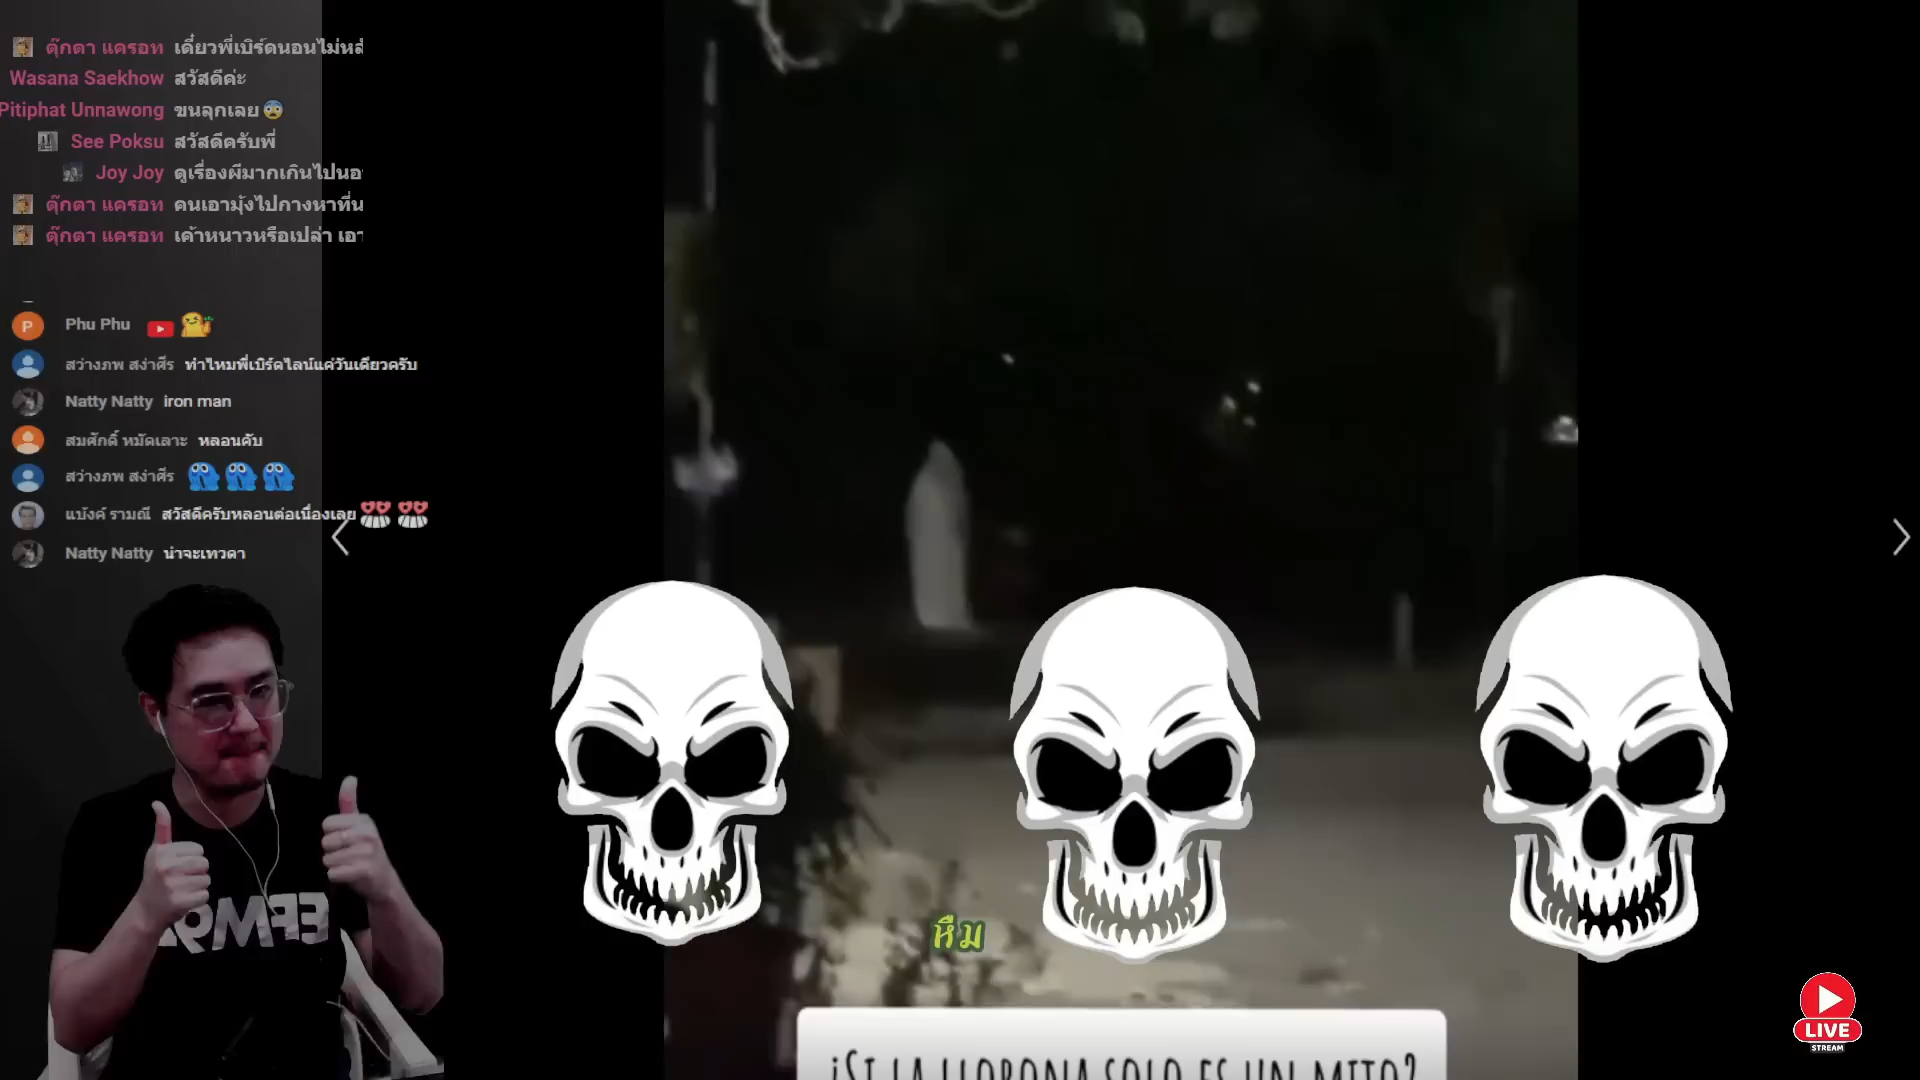 ตุ๊กตา แครอท เดี๋ยวพี่เบิร์ดนอนไม่หลั
Wasana Saekhow สวัสดีค่ะ
Pitiphat Unnawong ขนลุกเลย😨
See Poksu สวัสดีครับพี่
Joy Joy ดูเรื่องผีมากเกินไปนอ
ตุ๊กตา แครอท คนเอามุ้งไปกางหาที่น
ตุ๊กตา แครอท เค้าหนาวหรือเปล่า เอา
P Phu Phu
สว่างภพ สง่าศีร ทำไหมพี่เบิร์ดไลน์แค่วันเดียวครับ
Natty Natty iron man
สมศักดิ์ หมัดเลาะ หลอนคับ
สว่างภพ สง่าศีร
แบ้งค์ รามณี สวัสดีครับหลอนต่อเนื่องเลย
Natty Natty น่าจะเทวดา
หืม
¿SI LA LLORONA SOLO ES UN MITO?
LIVE
STREAM